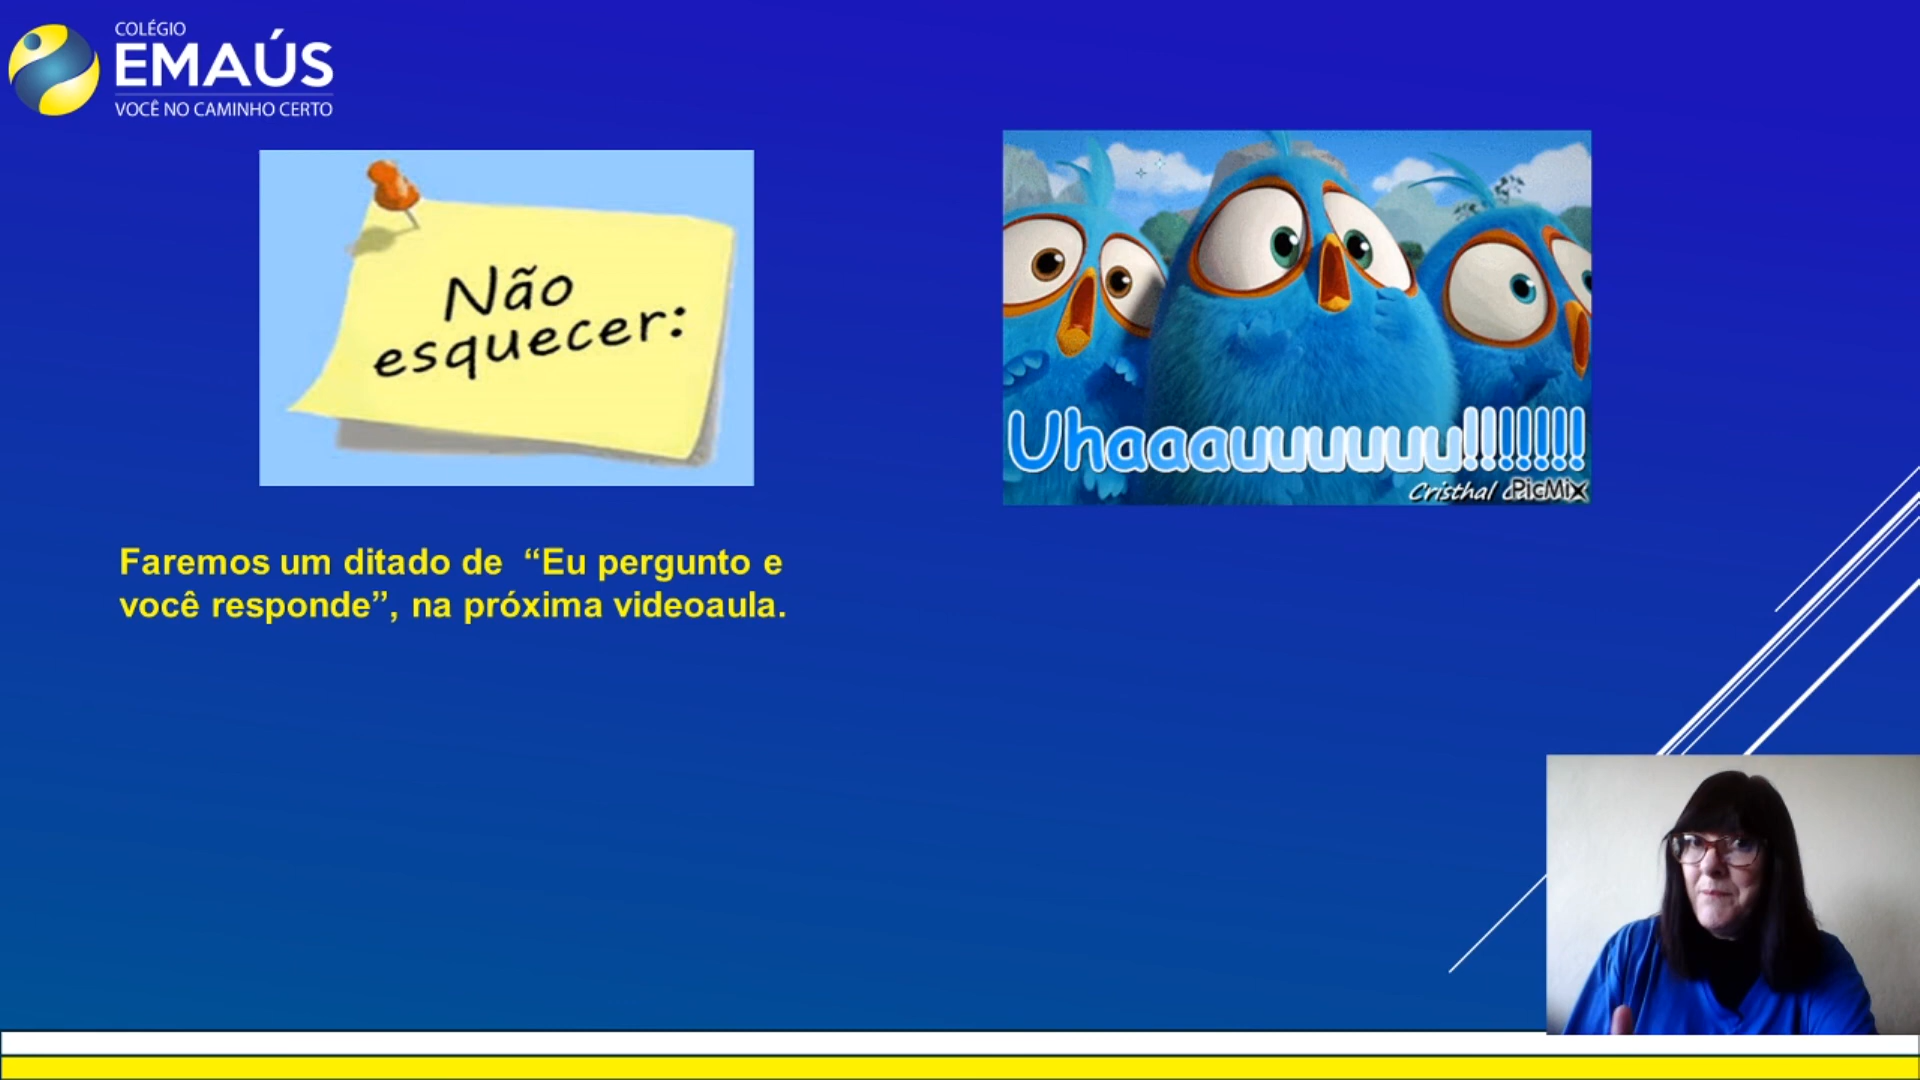 COLÉGIO
EMAÚS
VOCÊ NO CAMINHO CERTO
Não
esquecer:
Uhaaauuuuuuu!!!!!!!!
Cristhal
PicMix
Faremos um ditado de “Eu pergunto e
você responde”, na próxima videoaula.